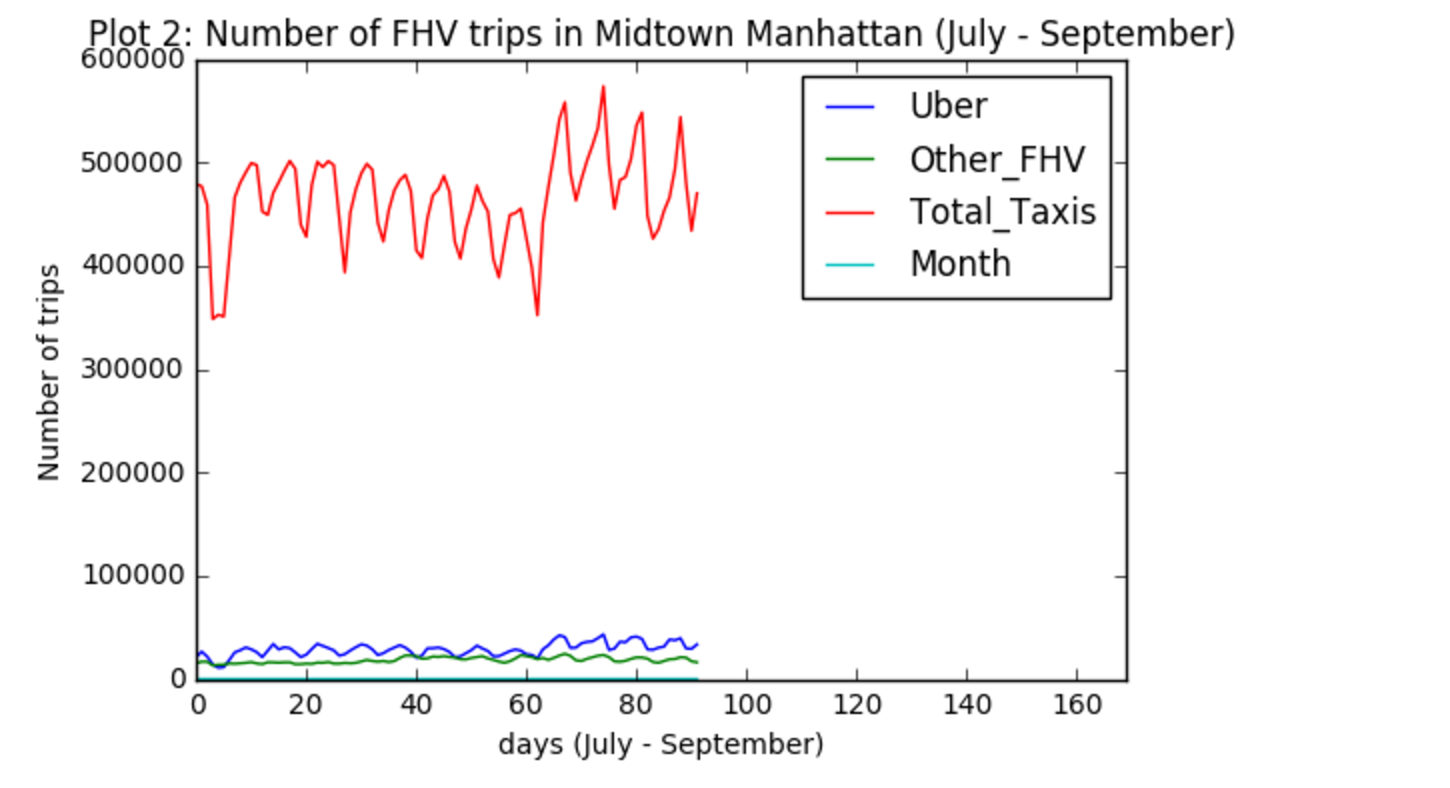 Plot 2: Number of FHV trips in Midtown Manhattan (July - September)
600000
500000
400000
300000
200000
100000
0
Number of trips
Uber
Other_FHV
Total_Taxis
Month
0 20 40 60 80 100 120 140 160
days (July - September)